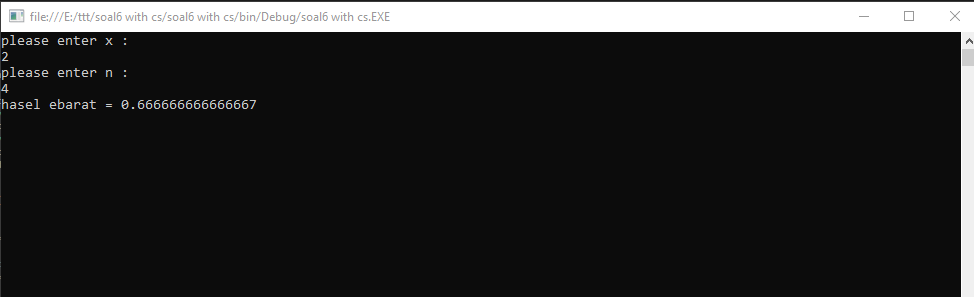 file:///E:/ttt/soal6 with cs/soal6 with cs/bin/Debug/soal6 with cs.EXE
please enter x :
2
please enter n :
4
hasel ebarat = 0.666666666666667